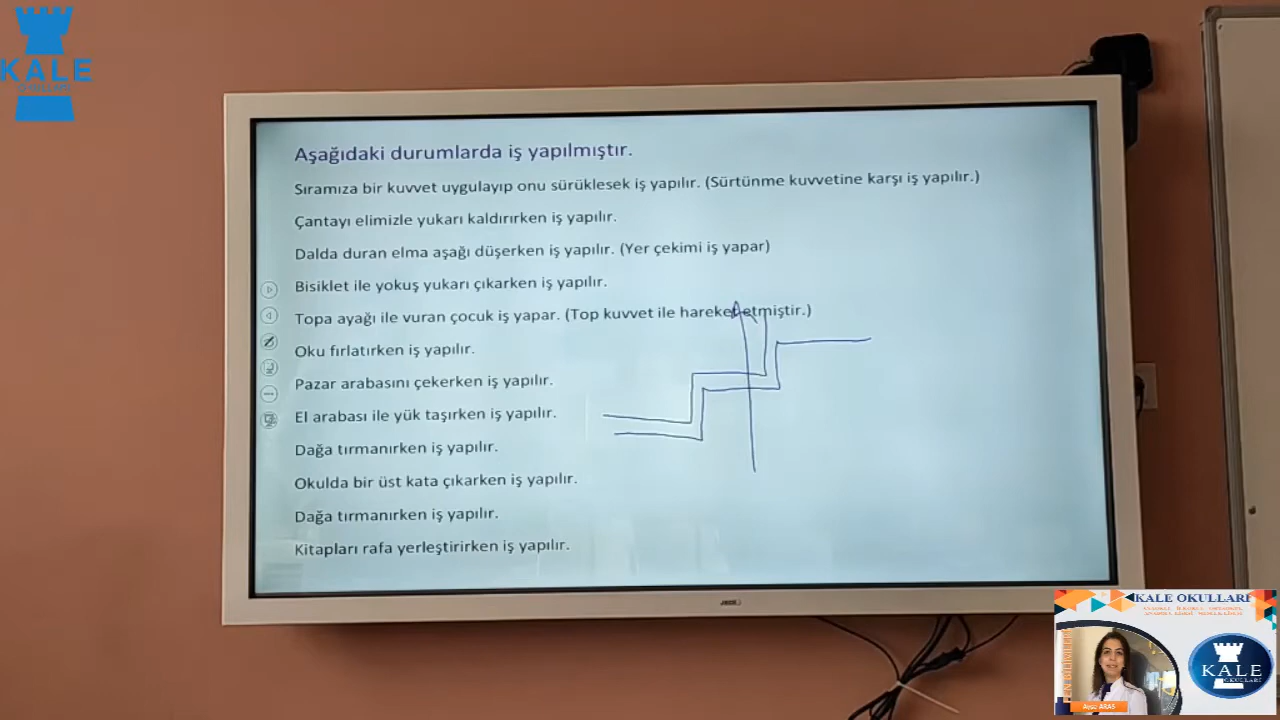 KALE
OKULLARI
Aşağıdaki durumlarda iş yapılmıştır.
Sıramıza bir kuvvet uygulayıp onu sürüklesek iş yapılır. (Sürtünme kuvvetine karşı iş yapılır.)
Çantayı elimizle yukarı kaldırırken iş yapılır.
Dalda duran elma aşağı düşerken iş yapılır. (Yer çekimi iş yapar)
Bisiklet ile yokuş yukarı çıkarken iş yapılır.
Topa ayağı ile vuran çocuk iş yapar. (Top kuvvet ile hareket etmiştir.)
Oku fırlatırken iş yapılır.
Pazar arabasını çekerken iş yapılır.
El arabası ile yük taşırken iş yapılır.
Dağa tırmanırken iş yapılır.
Okulda bir üst kata çıkarken iş yapılır.
Dağa tırmanırken iş yapılır.
Kitapları rafa yerleştirirken iş yapılır.
KALE OKULLARI
KALE
OKULLARI
ARAS